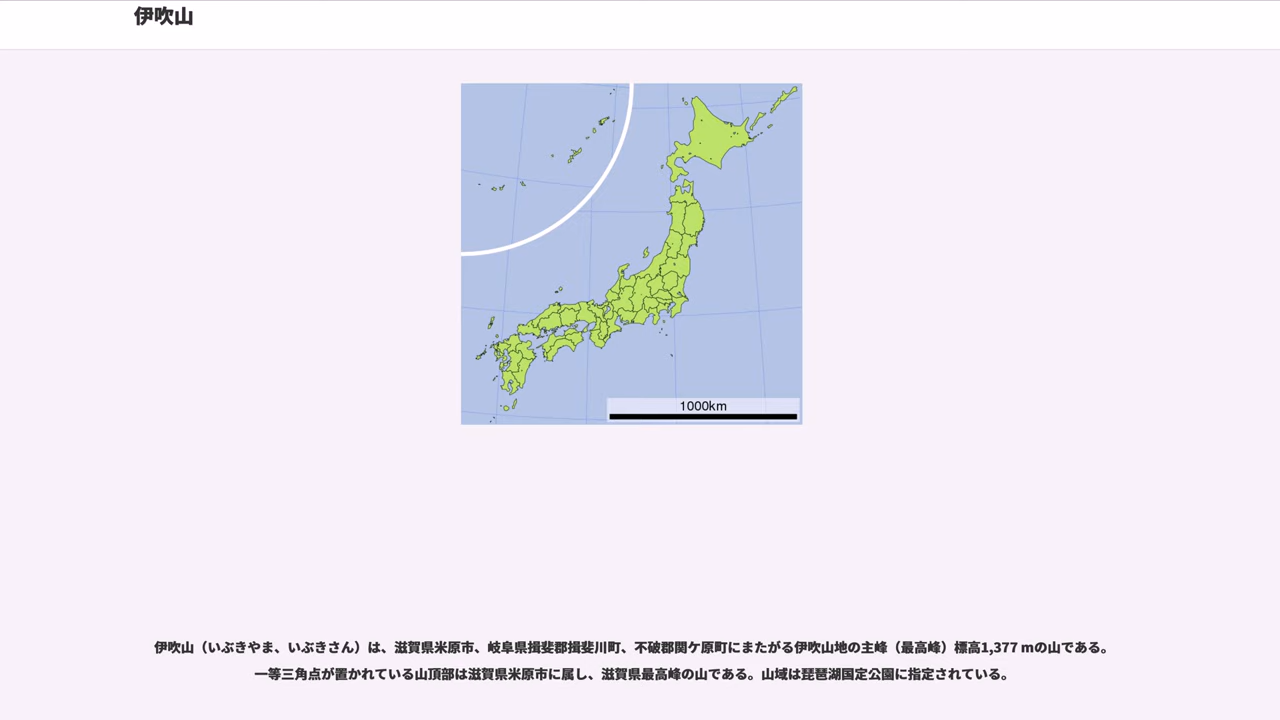 伊吹山
1000km
伊吹山（いぶきやま、いぶきさん）は、滋賀県米原市、岐阜県揖斐郡揖斐川町、不破郡関ケ原町にまたがる伊吹山地の主峰（最高峰）標高1,377 mの山である。
一等三角点が置かれている山頂部は滋賀県米原市に属し、滋賀県最高峰の山である。山域は琵琶湖国定公園に指定されている。